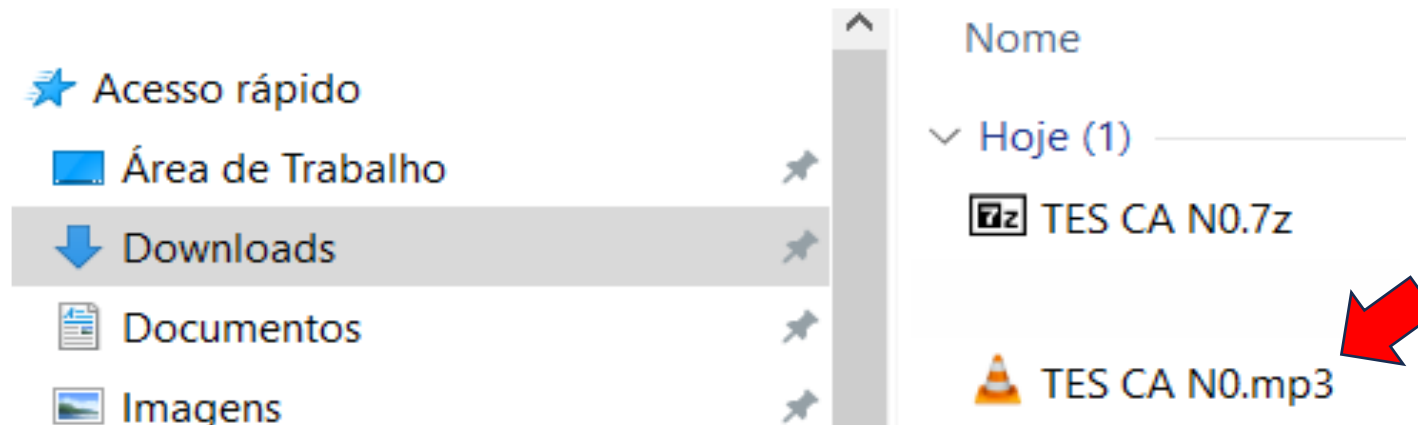 Acesso rápido
Área de Trabalho
Downloads
Documentos
Imagens
Nome
Hoje (1)
7z TES CA N0.7z
TES CA N0.mp3